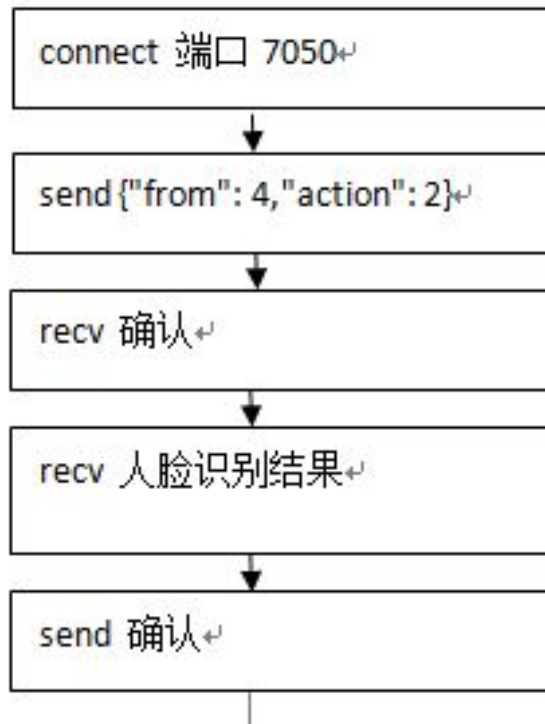 connect 端口 7050↵
send{"from": 4,"action": 2}↵
recv 确认↵
recv 人脸识别结果↵
send 确认↵